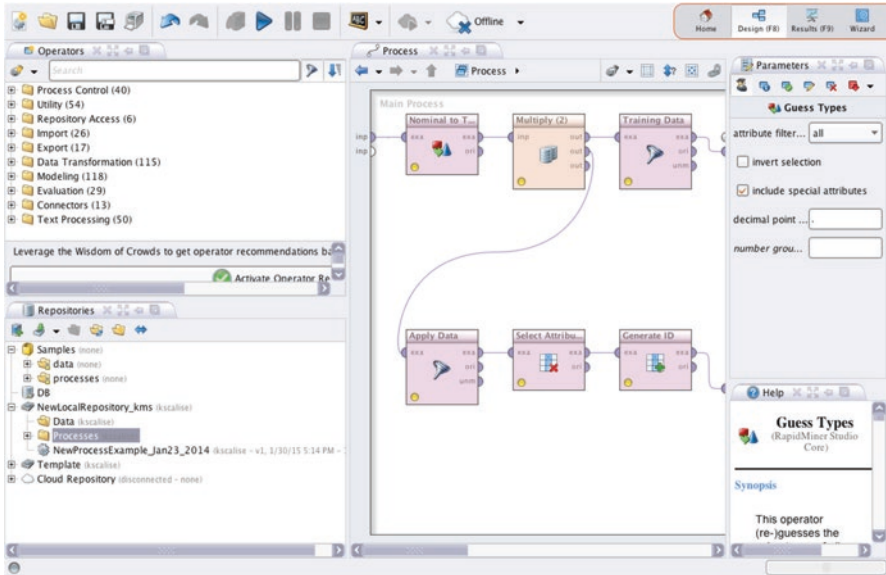 Offline
Home
Design (F8)
Results (F9)
Wizard
Operators
Search
Process Control (40)
Utility (54)
Repository Access (6)
Import (26)
Export (17)
Data Transformation (115)
Modeling (118)
Evaluation (29)
Connectors (13)
Text Processing (50)
Leverage the Wisdom of Crowds to get operator recommendations ba
Activate Operator Re
Repositories
Samples (none)
data (none)
processes (none)
DB
NewLocalRepository_kms (kscalise)
Data (kscalise)
Processes
NewProcessExample_Jan23_2014 (kscalise - v1, 1/30/15 5:14 PM -
Template (kscalise)
Cloud Repository (disconnected - none)
Process
Process
Main Process
inp
inp
Nominal to T...
exa exa
ori
Multiply (2)
inp out
out
out
Training Data
exa exa
ori
unm
Apply Data
exa exa
ori
unm
Select Attribu...
exa exa
ori
Generate ID
exa exa
ori
Parameters
Guess Types
attribute filter... all
invert selection
include special attributes
decimal point ... .
number grou...
Help
Guess Types
(RapidMiner Studio
Core)
Synopsis
This operator
(re-)guesses the